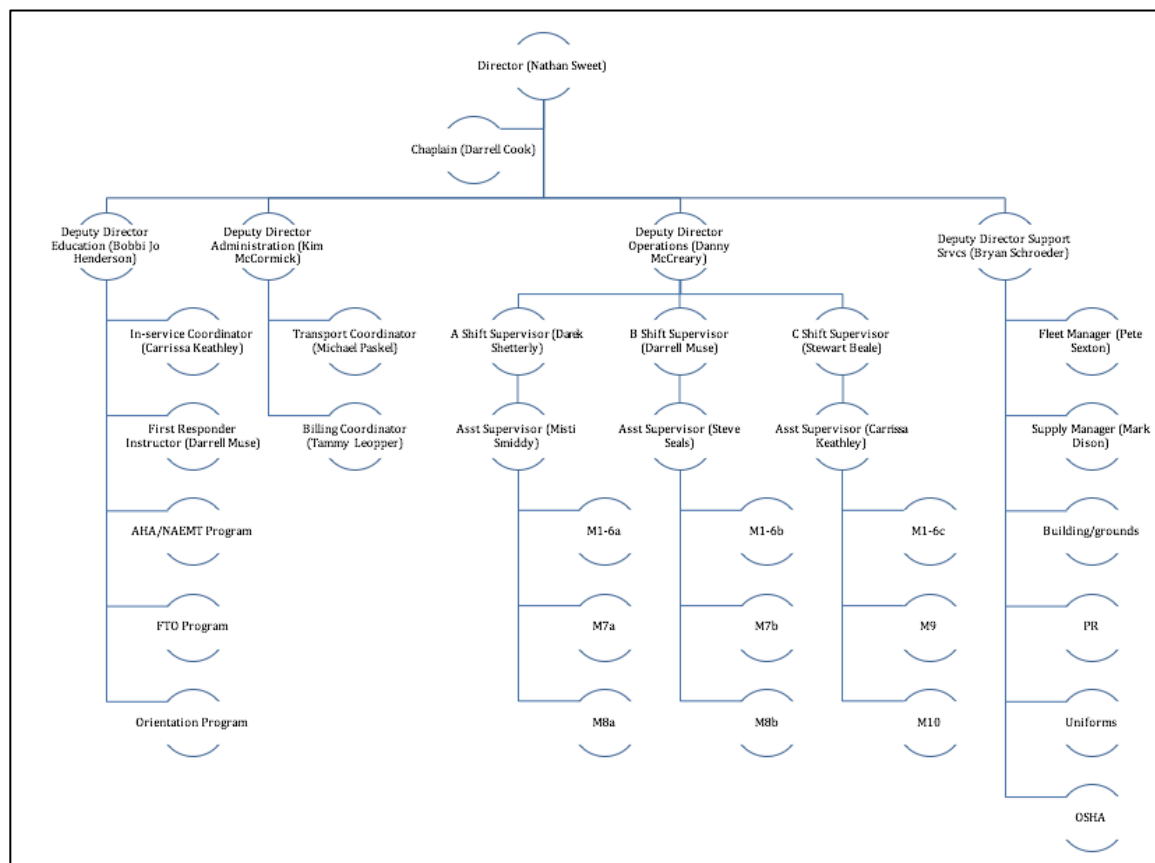 Director (Nathan Sweet)
Chaplain (Darrell Cook)
Deputy Director
Education (Bobbi Jo
Henderson)
Deputy Director
Administration (Kim
McCormick)
Deputy Director
Operations (Danny
McCreary)
Deputy Director Support
Srvcs (Bryan Schroeder)
In-service Coordinator
(Carrissa Keathley)
Transport Coordinator
(Michael Paskel)
A Shift Supervisor (Darek
Shetterly)
B Shift Supervisor
(Darrell Muse)
C Shift Supervisor
(Stewart Beale)
Fleet Manager (Pete
Sexton)
First Responder
Instructor (Darrell Muse)
Billing Coordinator
(Tammy Leopper)
Asst Supervisor (Misti
Smiddy)
Asst Supervisor (Steve
Seals)
Asst Supervisor (Carrissa
Keathley)
Supply Manager (Mark
Dison)
AHA/NAEMT Program
M1-6a
M1-6b
M1-6c
Building/grounds
FTO Program
M7a
M7b
M9
PR
Orientation Program
M8a
M8b
M10
Uniforms
OSHA